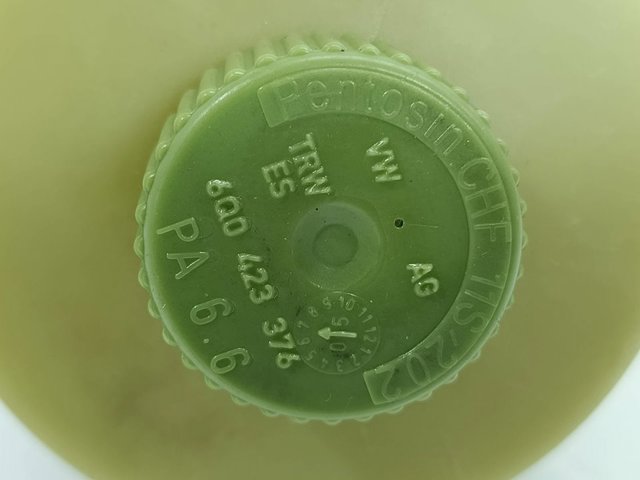 Pentosin CHF 11S-202
VW
AG
TRW
ES
6Q0 423 376
PA 6.6